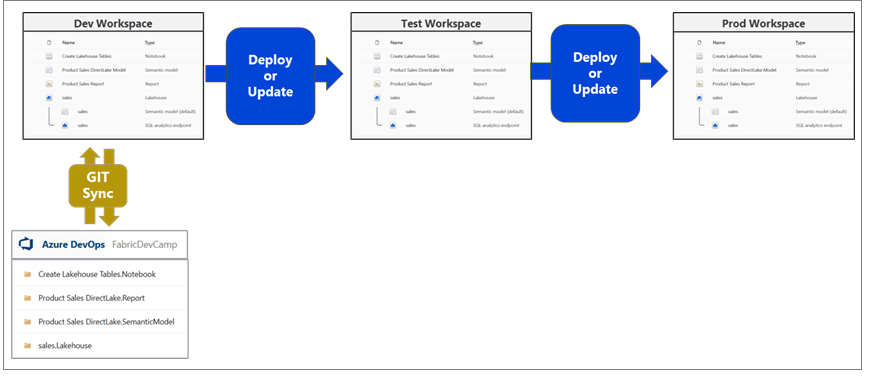 Dev Workspace
Name Type
Create Lakehouse Tables Notebook
Product Sales DirectLake Model Semantic model
Product Sales Report Report
sales Lakehouse
sales Semantic model (default)
sales SQL analytics endpoint
Deploy
or
Update
Test Workspace
Name Type
Create Lakehouse Tables Notebook
Product Sales DirectLake Model Semantic model
Product Sales Report Report
sales Lakehouse
sales Semantic model (default)
sales SQL analytics endpoint
Deploy
or
Update
Prod Workspace
Name Type
Create Lakehouse Tables Notebook
Product Sales DirectLake Model Semantic model
Product Sales Report Report
sales Lakehouse
sales Semantic model (default)
sales SQL analytics endpoint
GIT
Sync
Azure DevOps FabricDevCamp
Create Lakehouse Tables.Notebook
Product Sales DirectLake.Report
Product Sales DirectLake.SemanticModel
sales.Lakehouse